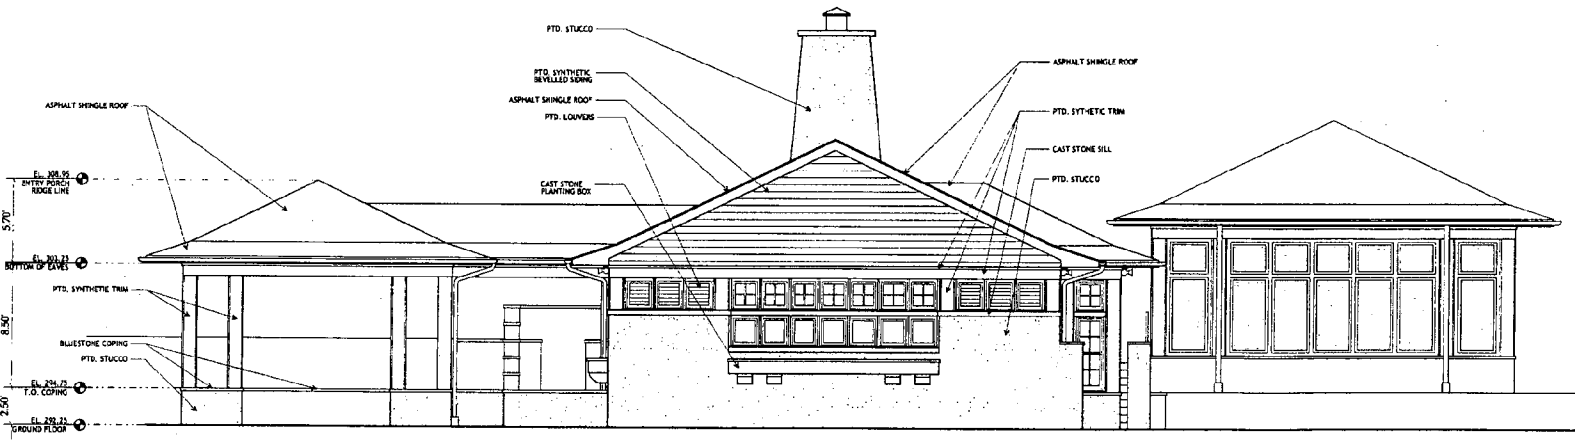 PTD. STUCCO
PTD. SYNTHETIC
BEVELLED SIDING
ASPHALT SHINGLE ROOF
PTD. LOUVERS
CAST STONE
PLANTING BOX
ASPHALT SHINGLE ROOF
PTD. SYTHETIC TRIM
CAST STONE SILL
PTD. STUCCO
ASPHALT SHINGLE ROOF
EL. 308.95
ENTRY PORCH
RIDGE LINE
5.70'
EL. 303.25
BOTTOM OF EAVES
PTD. SYNTHETIC TRIM
8.50'
BLUESTONE COPING
PTD. STUCCO
EL. 294.75
T.O. COPING
2.50'
EL. 292.25
GROUND FLOOR